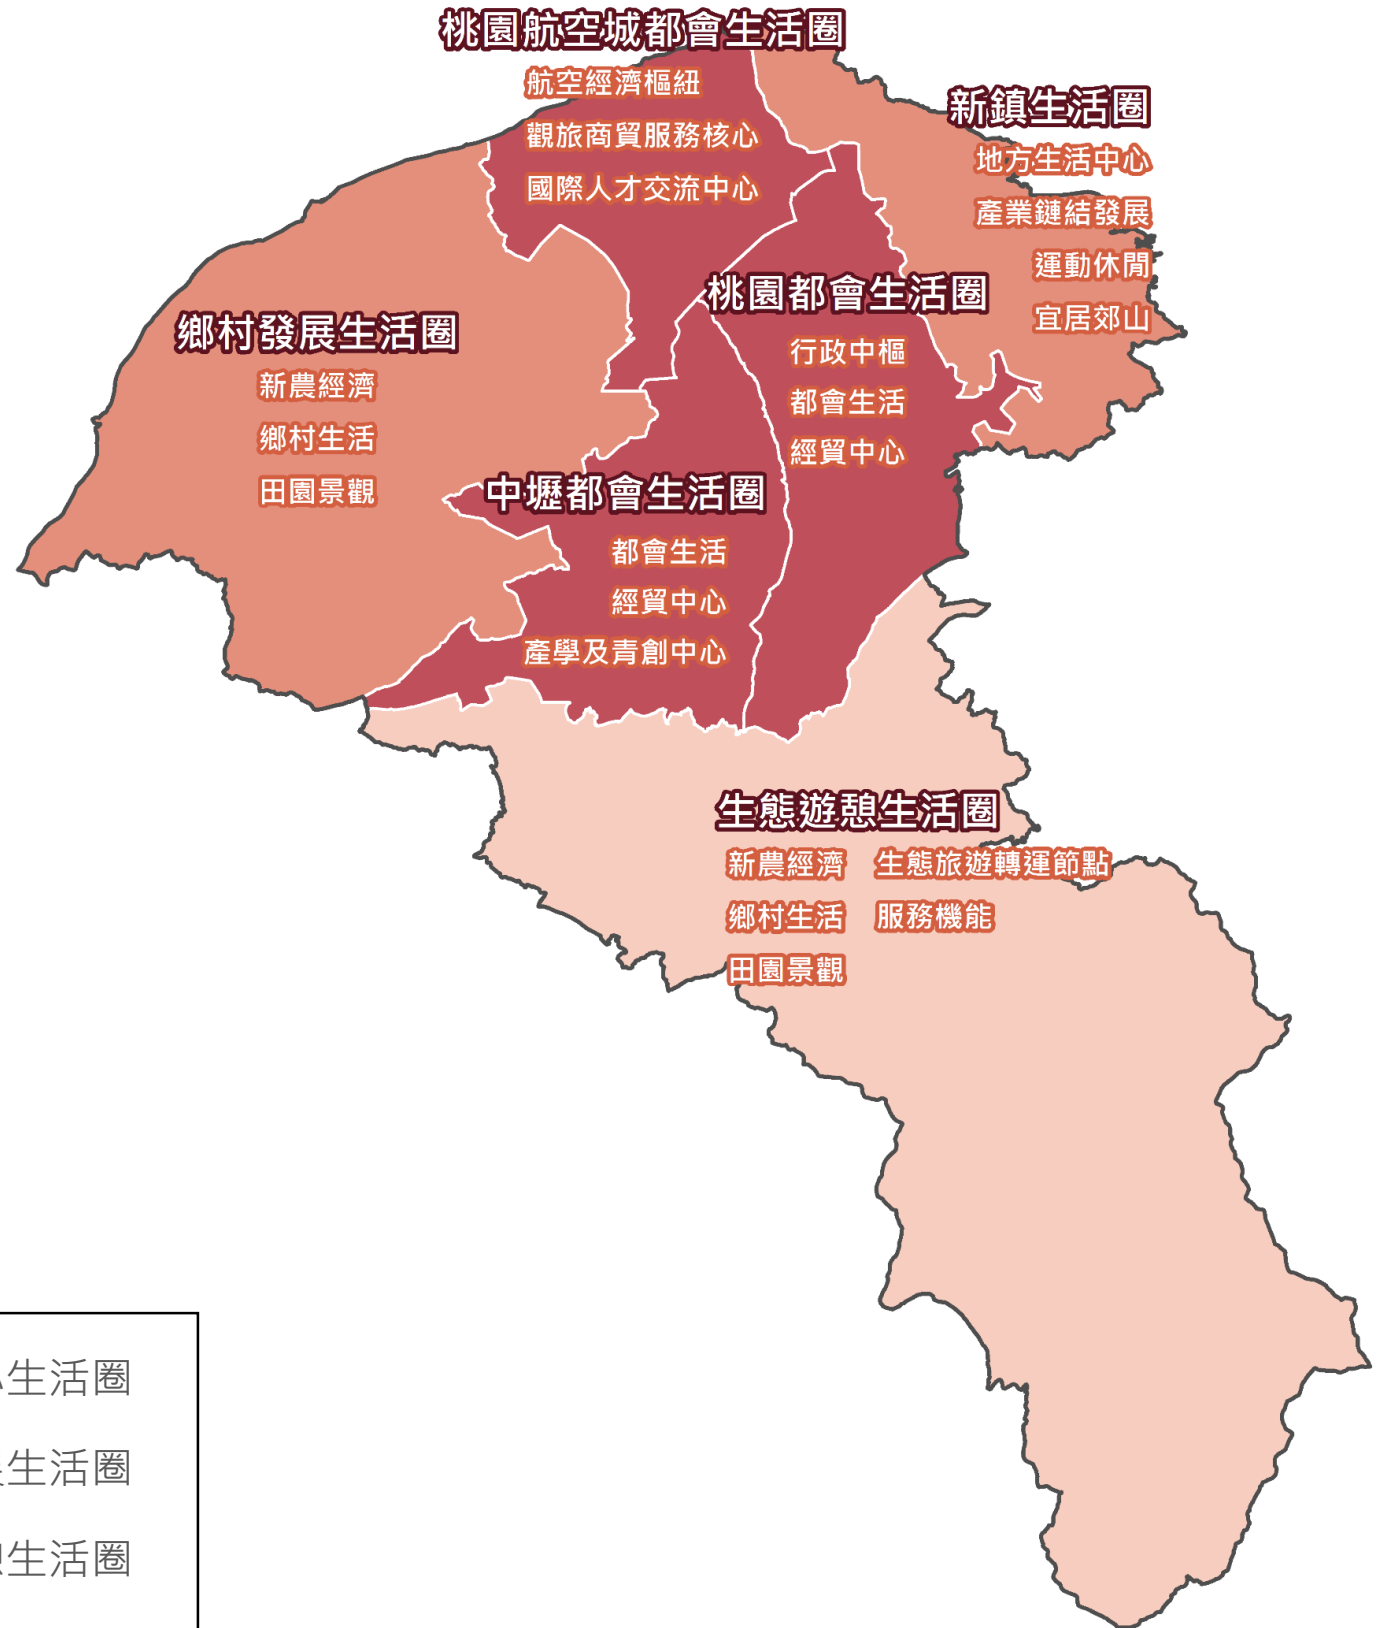 桃園航空城都會生活圈
航空經濟樞紐
觀旅商貿服務核心
國際人才交流中心
新鎮生活圈
地方生活中心
產業鏈結發展
運動休閒
宜居郊山
桃園都會生活圈
行政中樞
都會生活
經貿中心
鄉村發展生活圈
新農經濟
鄉村生活
田園景觀
中壢都會生活圈
都會生活
經貿中心
產學及青創中心
生態遊憩生活圈
新農經濟 生態旅遊轉運節點
鄉村生活 服務機能
田園景觀
生活圈
生活圈
生活圈